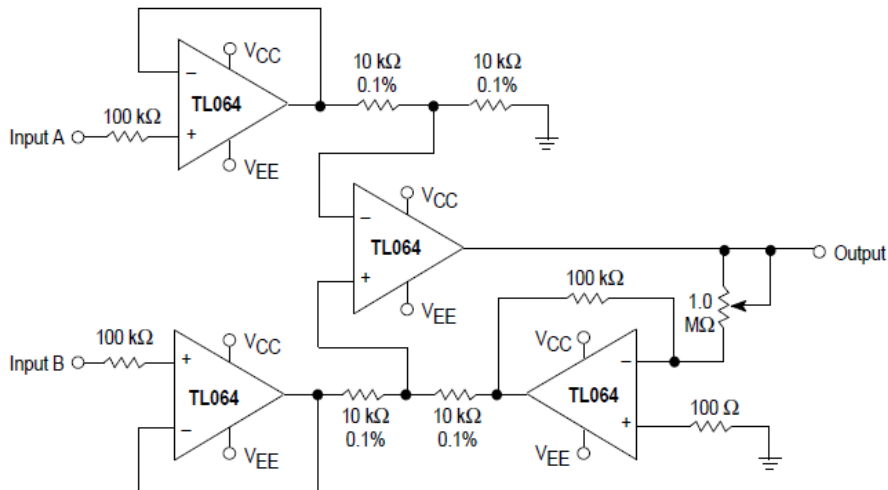 VCC
10 kΩ
0.1%
10 kΩ
0.1%
−
TL064
100 kΩ
Input A
+
VEE
VCC
−
TL064
Output
+
100 kΩ
1.0
MΩ
VEE
100 kΩ
VCC
VCC
Input B
+
−
TL064
TL064
10 kΩ
0.1%
10 kΩ
0.1%
100 Ω
−
+
VEE
VEE